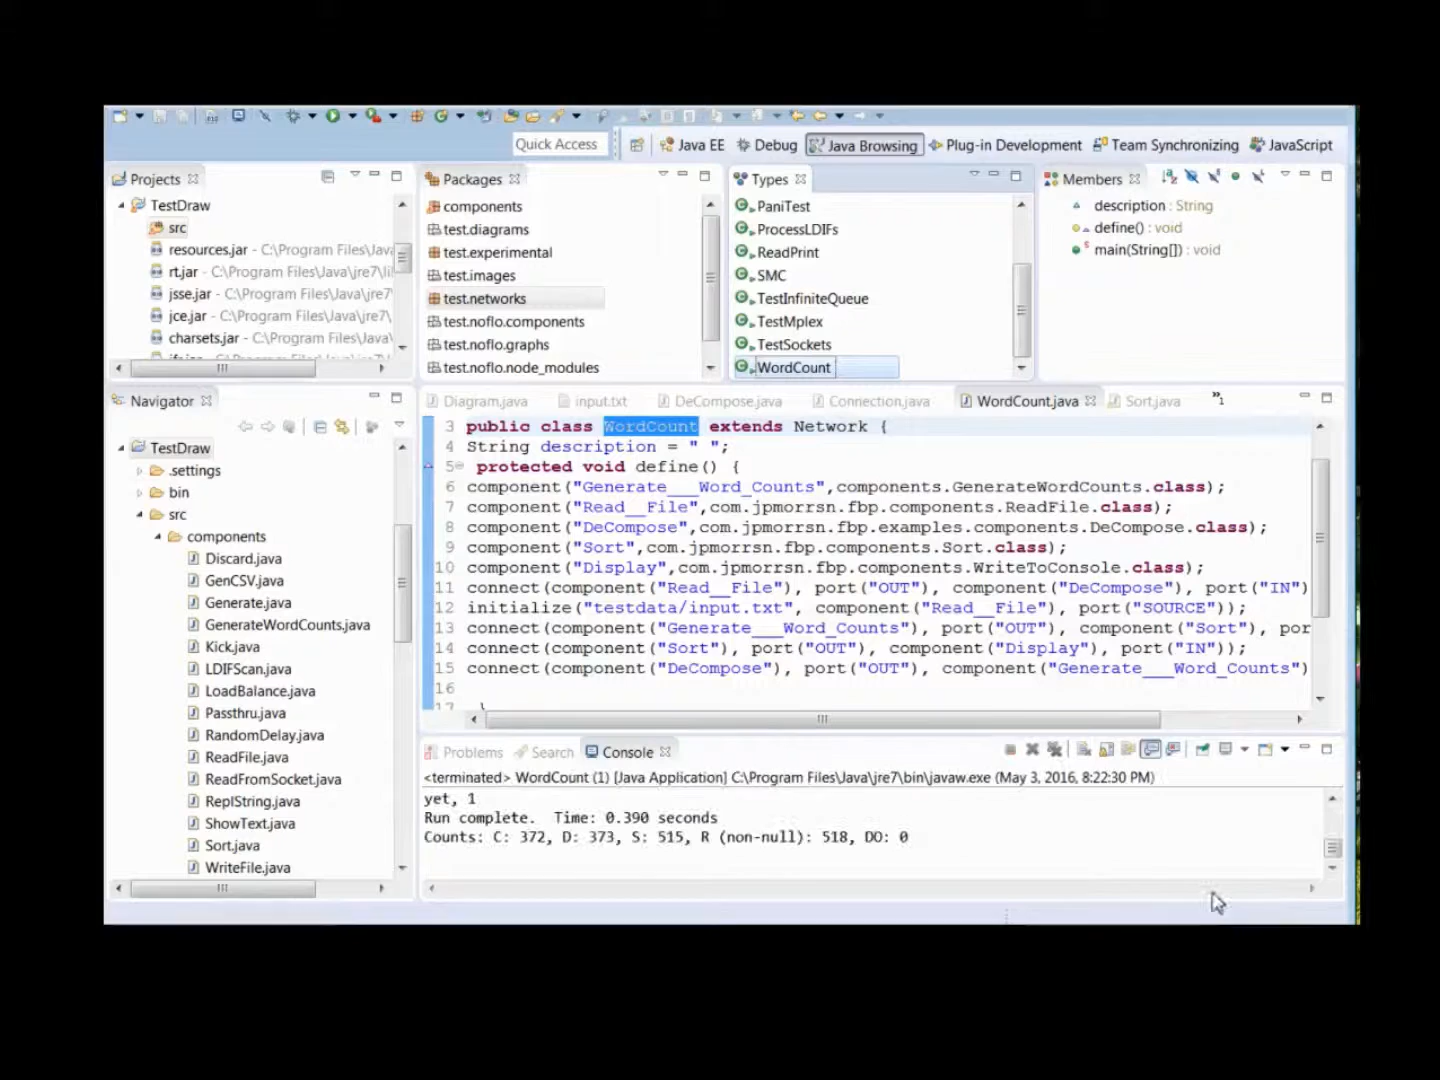 Quick Access
Java EE
Debug
Java Browsing
Plug-in Development
Team Synchronizing
JavaScript
Projects
TestDraw
src
resources.jar - C:\Program Files\Java
rt.jar - C:\Program Files\Java\jre7\li
jsse.jar - C:\Program Files\Java\jre7\
jce.jar - C:\Program Files\Java\jre7\l
charsets.jar - C:\Program Files\Java\
Packages
components
test.diagrams
test.experimental
test.images
test.networks
test.noflo.components
test.noflo.graphs
test.noflo.node_modules
Types
PaniTest
ProcessLDIFs
ReadPrint
SMC
TestInfiniteQueue
TestMplex
TestSockets
WordCount
Members
description : String
define() : void
main(String[]) : void
Navigator
TestDraw
.settings
bin
src
components
Discard.java
GenCSV.java
Generate.java
GenerateWordCounts.java
Kick.java
LDIFScan.java
LoadBalance.java
Passthru.java
RandomDelay.java
ReadFile.java
ReadFromSocket.java
ReplString.java
ShowText.java
Sort.java
WriteFile.java
Diagram.java
input.txt
DeCompose.java
Connection.java
WordCount.java
Sort.java
»1
3 public class WordCount extends Network {
4 String description = " ";
5 protected void define() {
6 component("Generate___Word_Counts",components.GenerateWordCounts.class);
7 component("Read__File",com.jpmorrsn.fbp.components.ReadFile.class);
8 component("DeCompose",com.jpmorrsn.fbp.examples.components.DeCompose.class);
9 component("Sort",com.jpmorrsn.fbp.components.Sort.class);
10 component("Display",com.jpmorrsn.fbp.components.WriteToConsole.class);
11 connect(component("Read__File"), port("OUT"), component("DeCompose"), port("IN")
12 initialize("testdata/input.txt", component("Read__File"), port("SOURCE"));
13 connect(component("Generate___Word_Counts"), port("OUT"), component("Sort"), por
14 connect(component("Sort"), port("OUT"), component("Display"), port("IN"));
15 connect(component("DeCompose"), port("OUT"), component("Generate___Word_Counts")
16
17 }
Problems
Search
Console
<terminated> WordCount (1) [Java Application] C:\Program Files\Java\jre7\bin\javaw.exe (May 3, 2016, 8:22:30 PM)
yet, 1
Run complete.  Time: 0.390 seconds
Counts: C: 372, D: 373, S: 515, R (non-null): 518, DO: 0